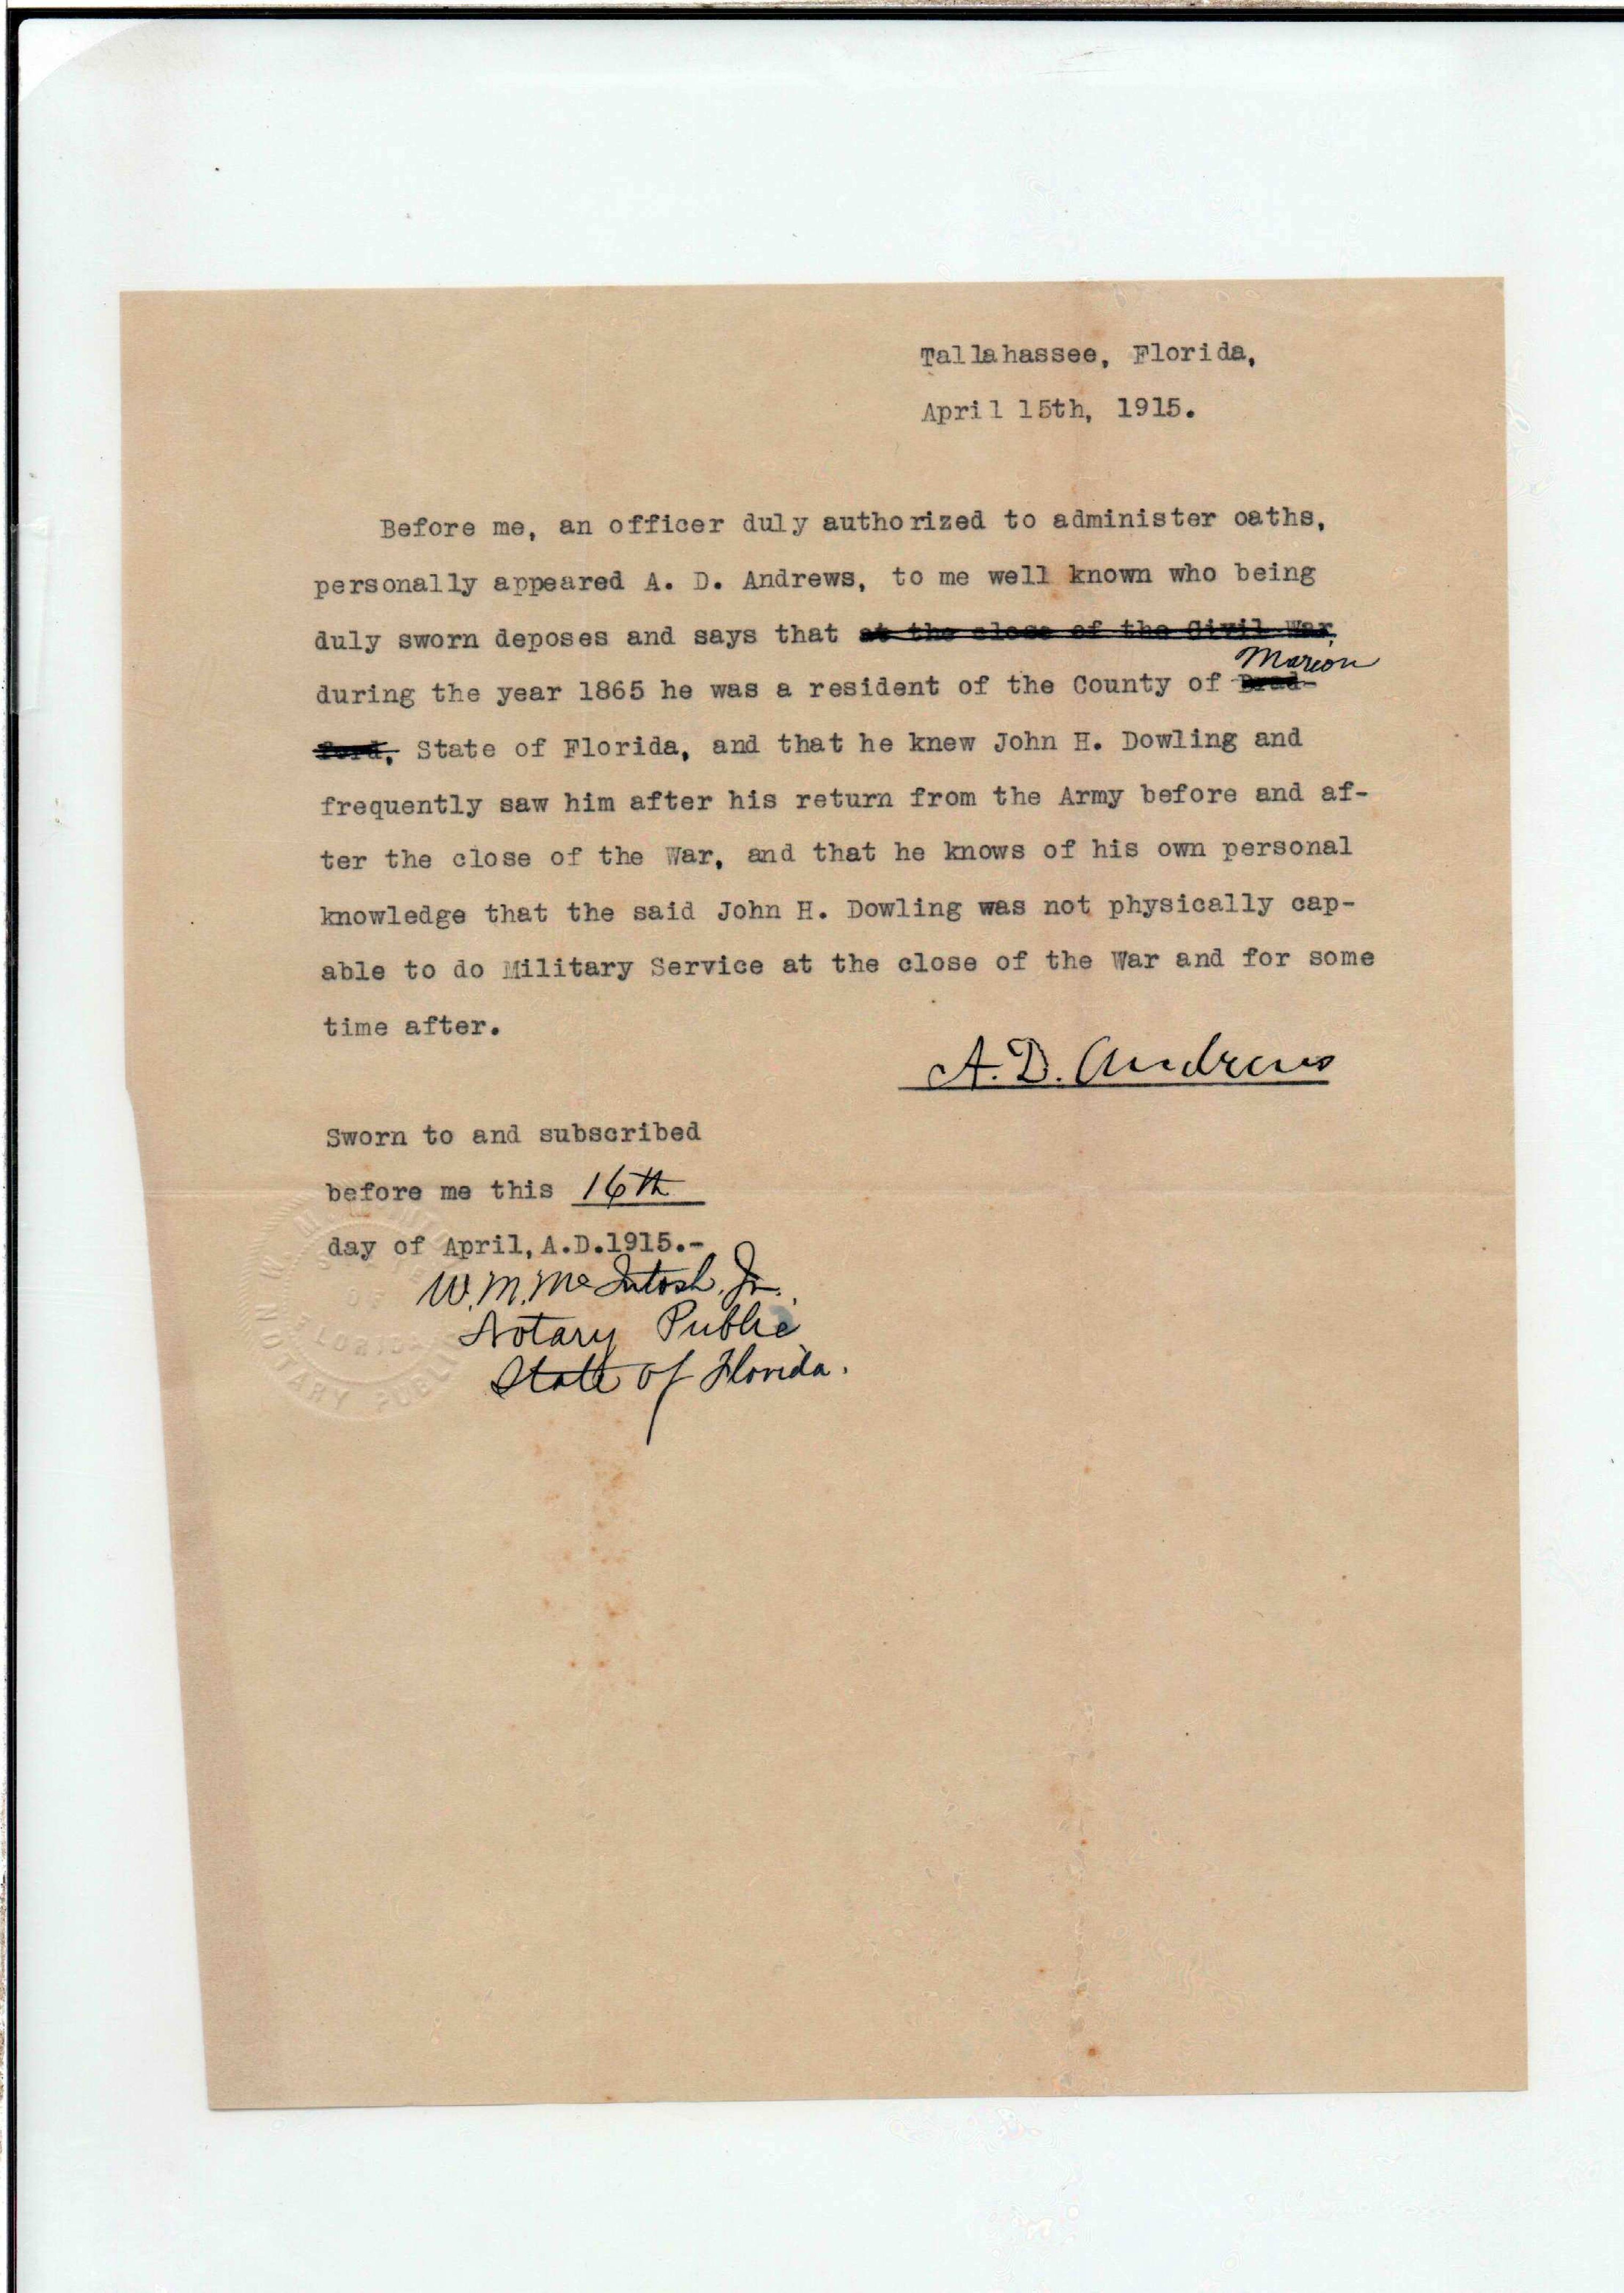 Tallahassee, Florida,
April 15th, 1915.
Before me, an officer duly authorized to administer oaths,
personally appeared A. D. Andrews, to me well known who being
duly sworn deposes and says that at the close of the Civil War
Marion
during the year 1865 he was a resident of the County of Brad-
ford, State of Florida, and that he knew John H. Dowling and
frequently saw him after his return from the Army before and af-
ter the close of the War, and that he knows of his own personal
knowledge that the said John H. Dowling was not physically cap-
able to do Military Service at the close of the War and for some
time after.
A. D. Andrews
Sworn to and subscribed
before me this 16th
day of April, A.D.1915.-
W. M. McIntosh, Jr.
Notary Public
State of Florida.
NOTARY PUBLIC
OF
FLORIDA